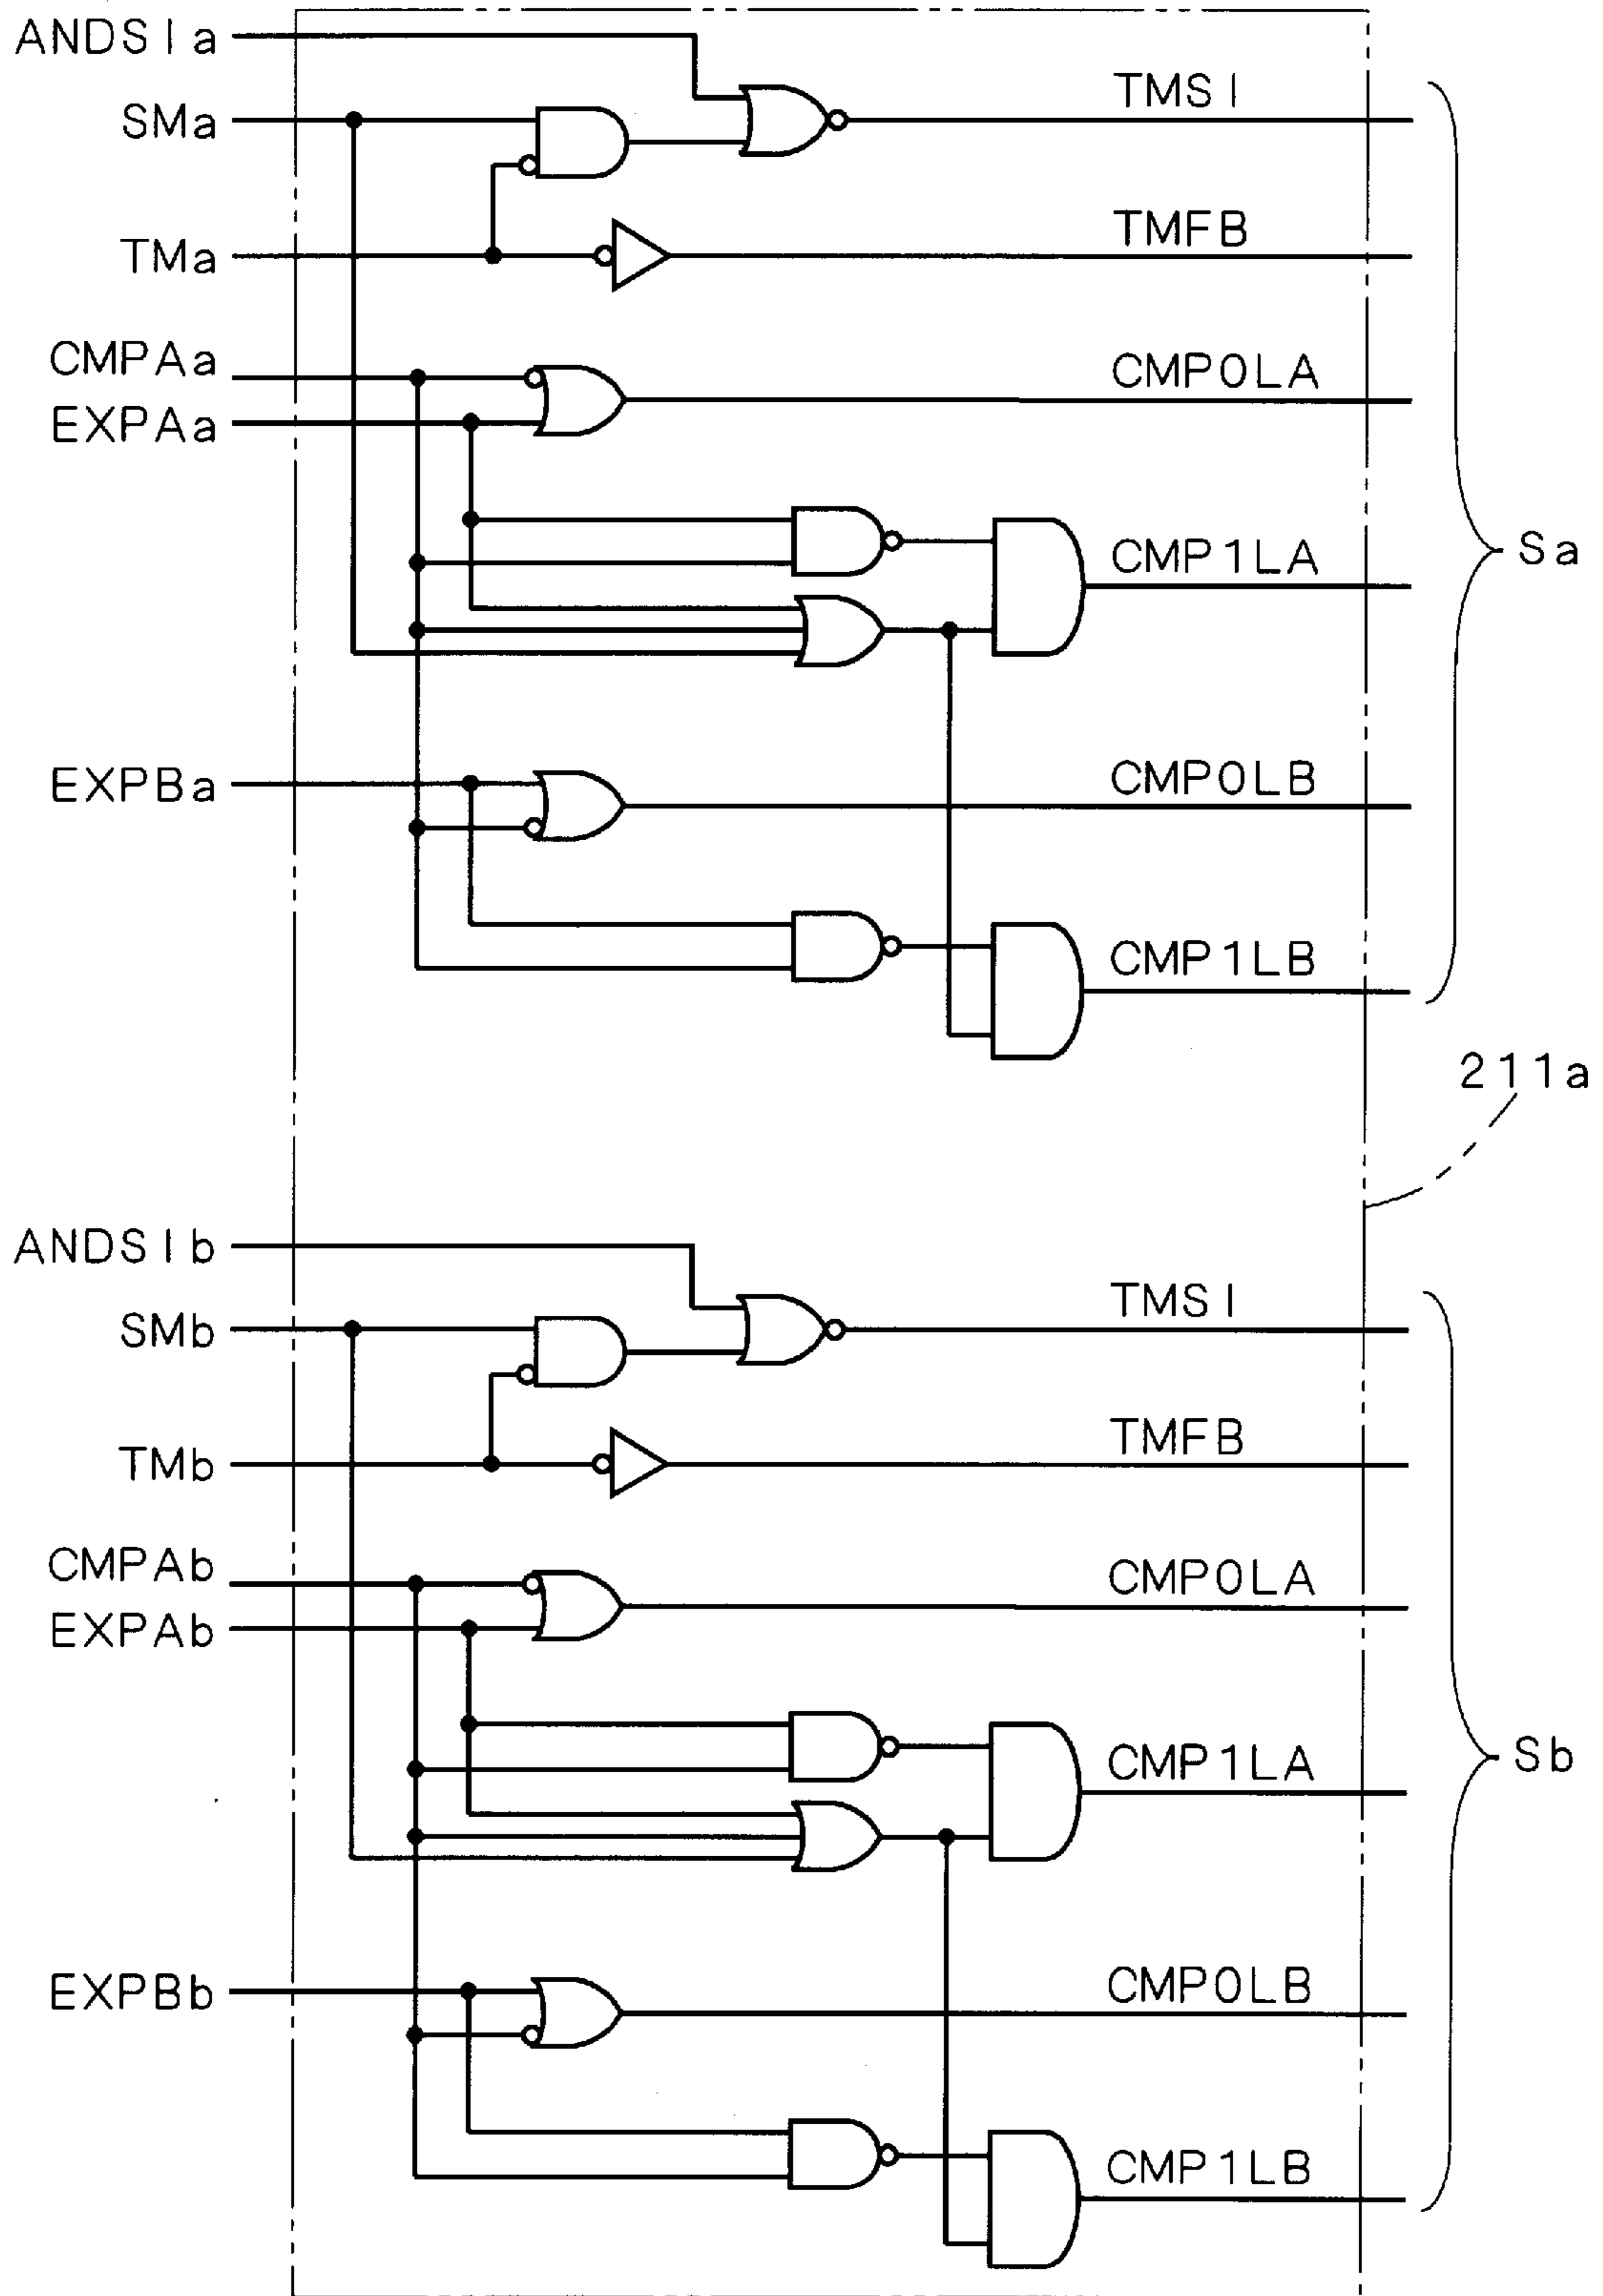 ANDSIa
TMSI
SMa
TMFB
TMa
CMPAa
CMP0LA
EXPAa
CMP1LA
Sa
EXPBa
CMP0LB
CMP1LB
211a
ANDSIb
TMSI
SMb
TMFB
TMb
CMPAb
CMP0LA
EXPAb
CMP1LA
Sb
EXPBb
CMP0LB
CMP1LB